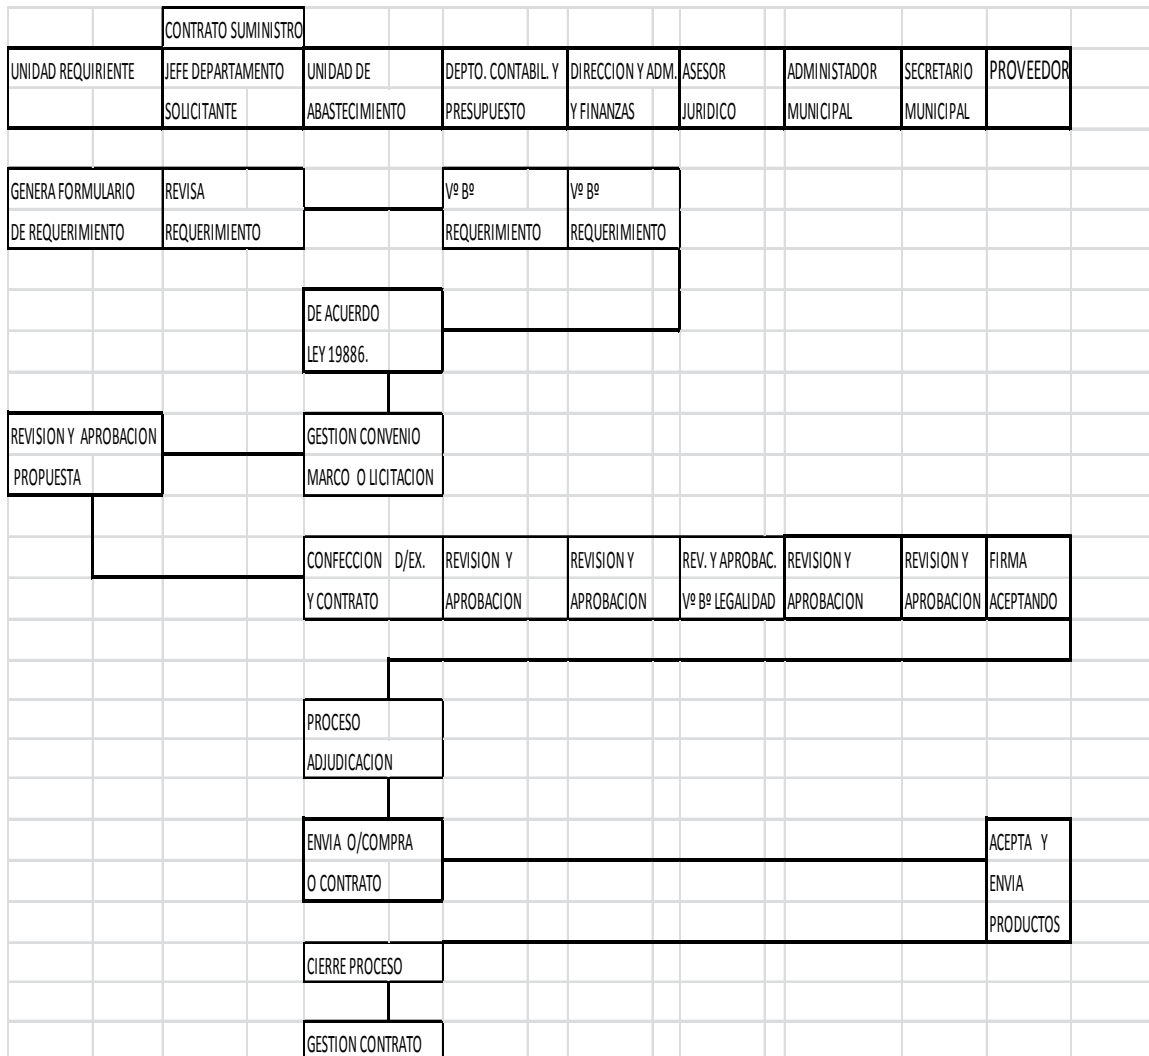 CONTRATO SUMINISTRO
UNIDAD REQUIRIENTE
JEFE DEPARTAMENTO
SOLICITANTE
UNIDAD DE
ABASTECIMIENTO
DEPTO. CONTABIL. Y
PRESUPUESTO
DIRECCION Y ADM.
Y FINANZAS
ASESOR
JURIDICO
ADMINISTADOR
MUNICIPAL
SECRETARIO
MUNICIPAL
PROVEEDOR
GENERA FORMULARIO
DE REQUERIMIENTO
REVISA
REQUERIMIENTO
Vº Bº
REQUERIMIENTO
Vº Bº
REQUERIMIENTO
DE ACUERDO
LEY 19886.
REVISION Y APROBACION
PROPUESTA
GESTION CONVENIO
MARCO O LICITACION
CONFECCION D/EX.
Y CONTRATO
REVISION Y
APROBACION
REVISION Y
APROBACION
REV. Y APROBAC.
Vº Bº LEGALIDAD
REVISION Y
APROBACION
REVISION Y
APROBACION
FIRMA
ACEPTANDO
PROCESO
ADJUDICACION
ENVIA O/COMPRA
O CONTRATO
ACEPTA Y
ENVIA
PRODUCTOS
CIERRE PROCESO
GESTION CONTRATO